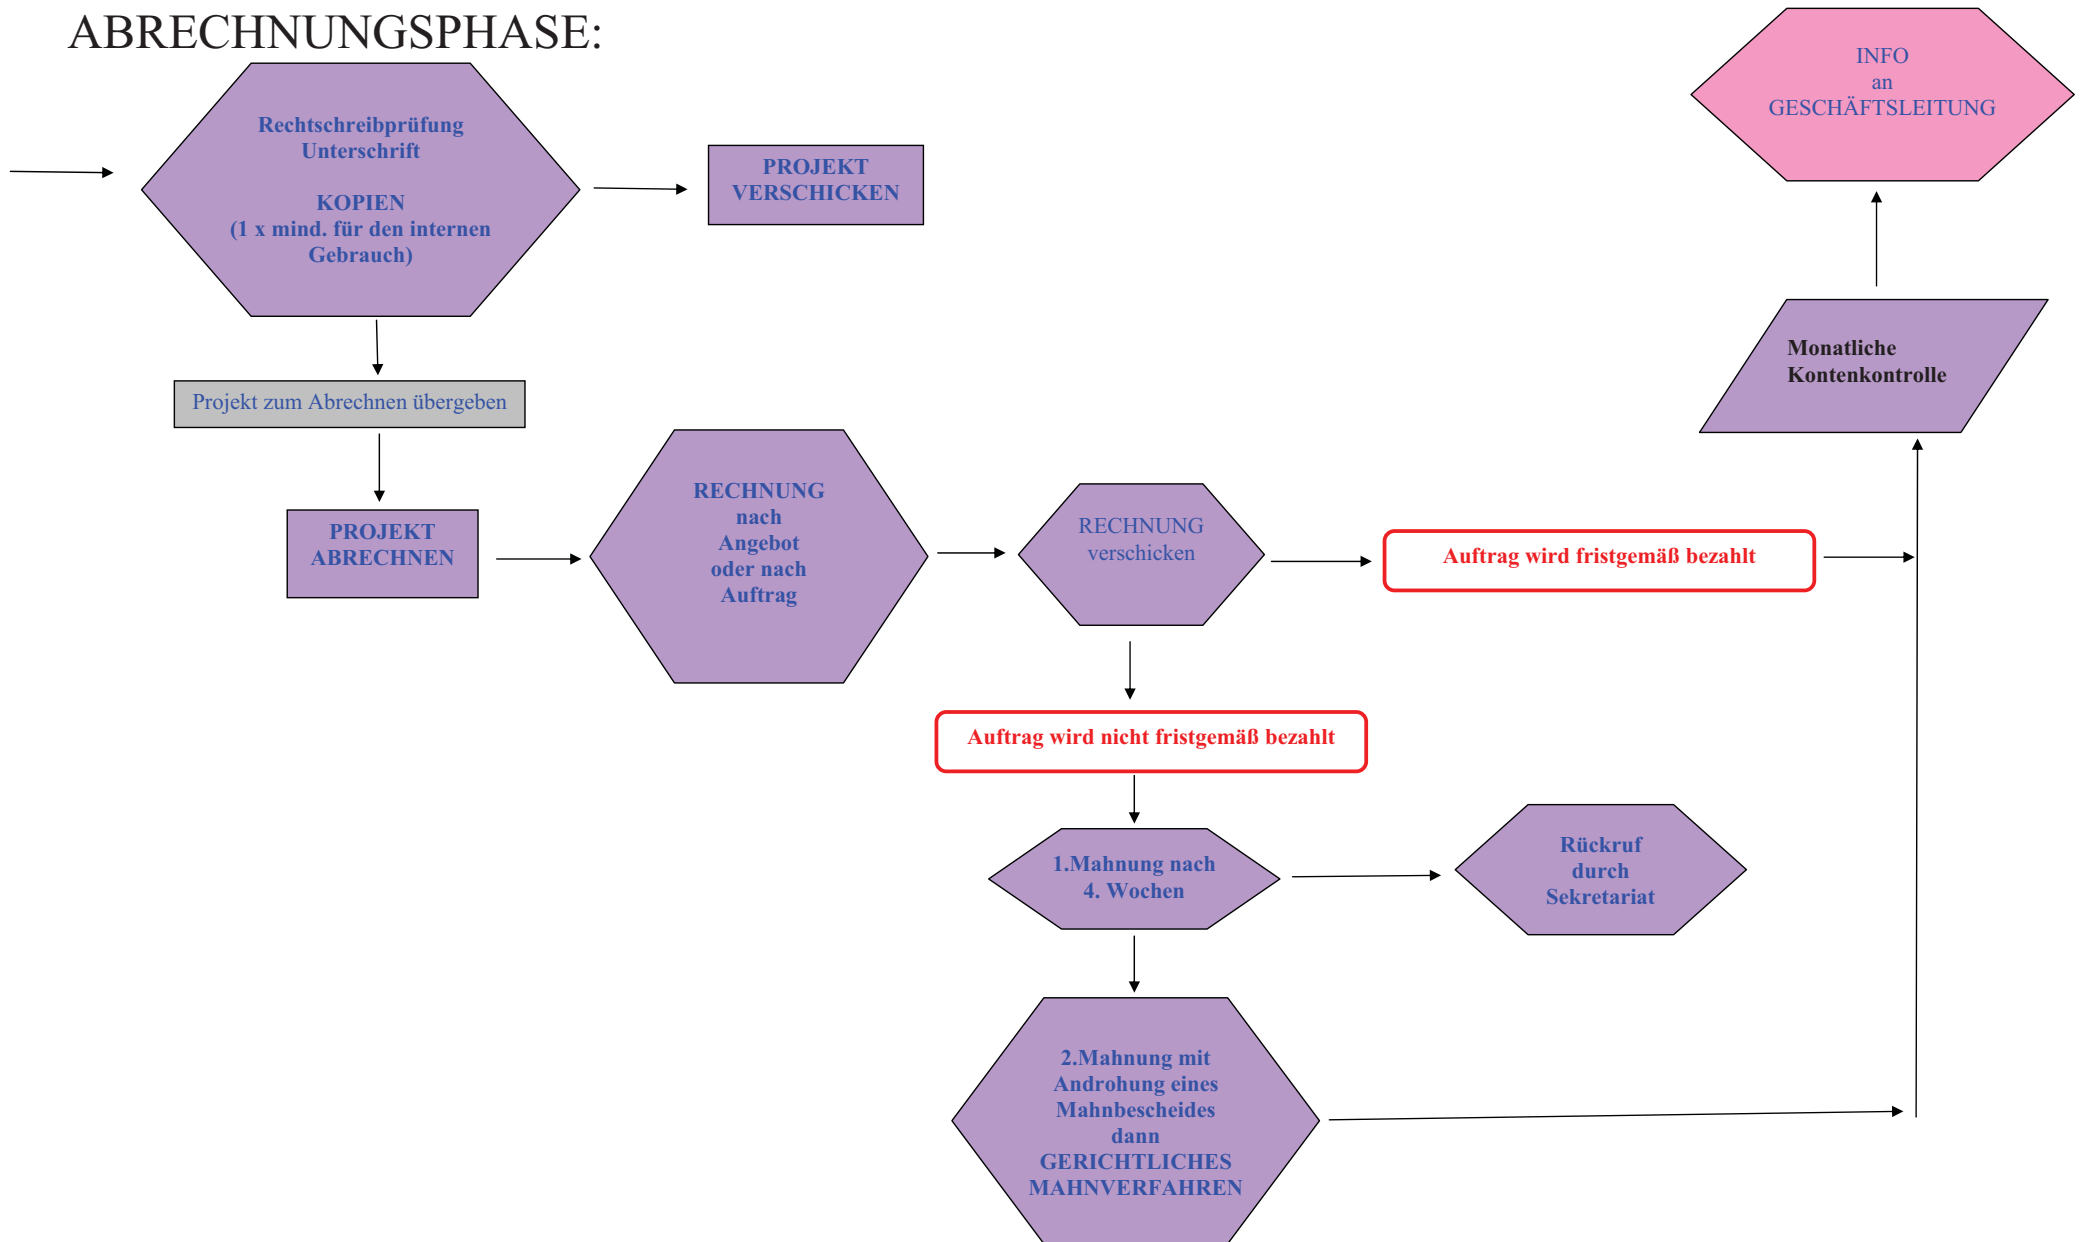 ABRECHNUNGSPHASE:
Rechtschreibprüfung
Unterschrift
KOPIEN
(1 x mind. für den internen
Gebrauch)
PROJEKT
VERSCHICKEN
INFO
an
GESCHÄFTSLEITUNG
Monatliche
Kontenkontrolle
Projekt zum Abrechnen übergeben
PROJEKT
ABRECHNEN
RECHNUNG
nach
Angebot
oder nach
Auftrag
RECHNUNG
verschicken
Auftrag wird fristgemäß bezahlt
Auftrag wird nicht fristgemäß bezahlt
1.Mahnung nach
4. Wochen
Rückruf
durch
Sekretariat
2.Mahnung mit
Androhung eines
Mahnbescheides
dann
GERICHTLICHES
MAHNVERFAHREN